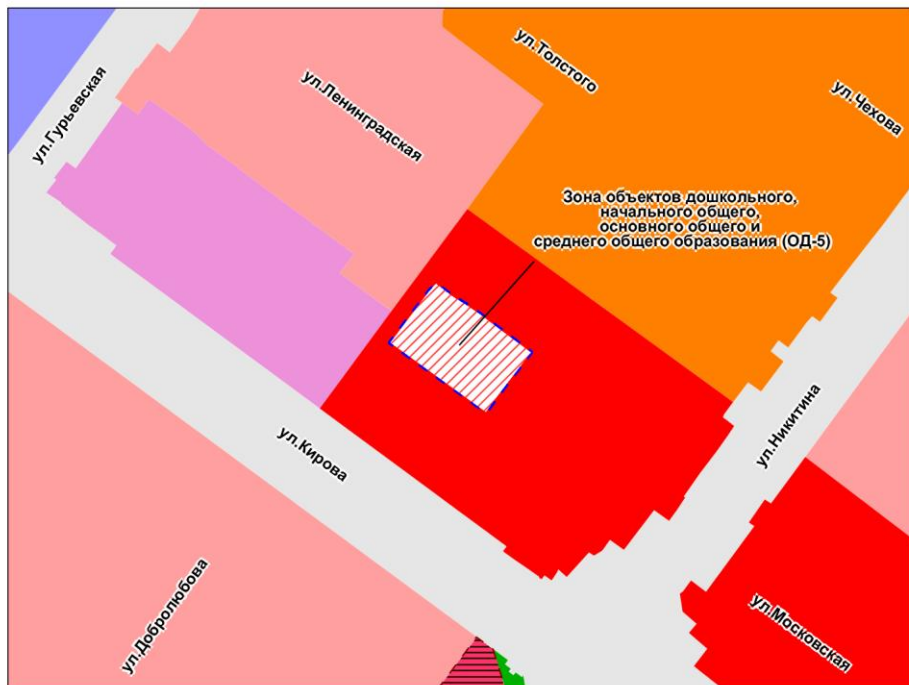 ул.Толстого
ул.Ленинградская
ул.Чехова
ул.Гурьевская
Зона объектов дошкольного,
начального общего,
основного общего и
среднего общего образования (ОД-5)
ул.Никитина
ул.Кирова
ул.Добролюбова
ул.Московская